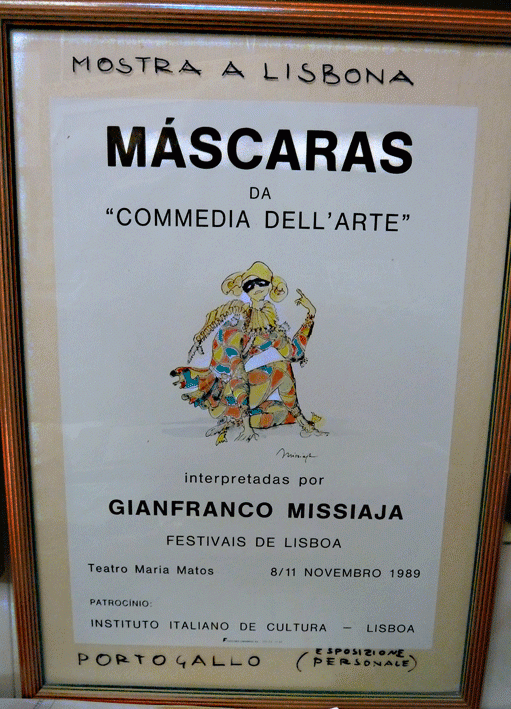 MOSTRA A LISBONA
MÁSCARAS
DA
"COMMEDIA DELL'ARTE"
interpretadas por
GIANFRANCO MISSIAJA
FESTIVAIS DE LISBOA
Teatro Maria Matos 8/11 NOVEMBRO 1989
PATROCÍNIO:
INSTITUTO ITALIANO DE CULTURA – LISBOA
PORTOGALLO (ESPOSIZIONE
PERSONALE)